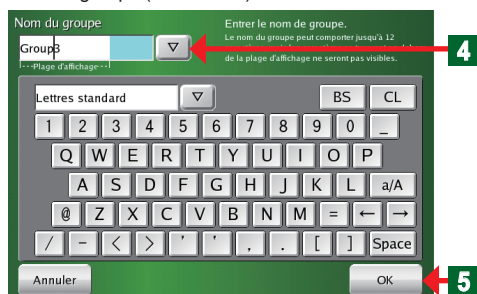 Nom du groupe
Group3
Plage d'affichage
Entrer le nom de groupe.
Le nom du groupe peut comporter jusqu'à 12
de la plage d'affichage ne seront pas visibles.
4
Lettres standard
BS CL
1 2 3 4 5 6 7 8 9 0 _
Q W E R T Y U I O P
A S D F G H J K L a/A
@ Z X C V B N M = ← →
/ - < > ' ' , . [ ] Space
Annuler
OK
5